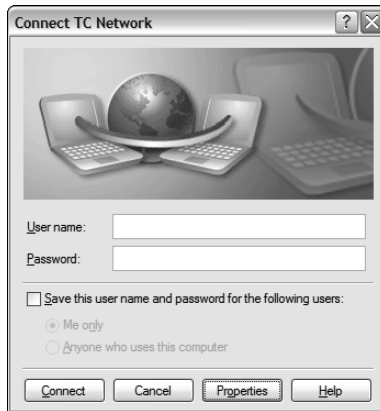 Connect TC Network
User name:
Password:
Save this user name and password for the following users:
Me only
Anyone who uses this computer
Connect Cancel Properties Help